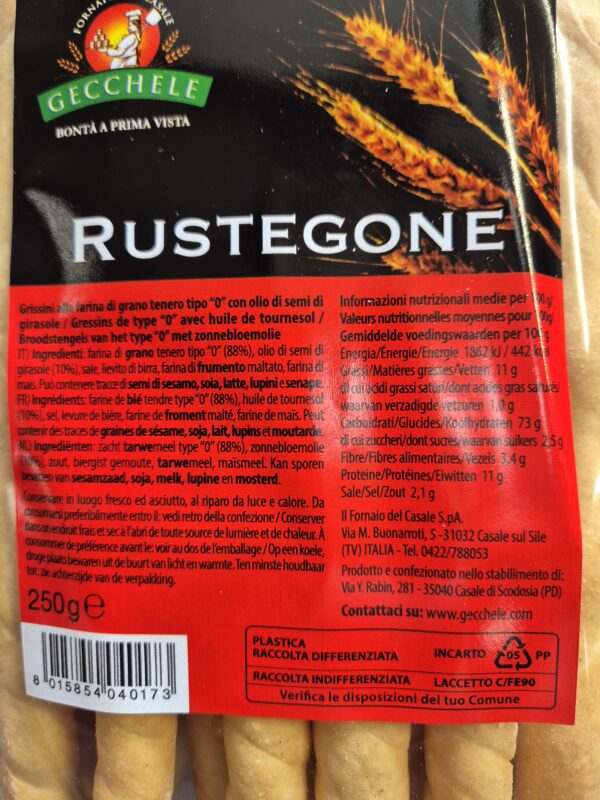 FORNAIO CASALE
GECCHELE
BONTÀ A PRIMA VISTA
RUSTEGONE
Grissini alla farina di grano tenero tipo "0" con olio di semi di
girasole / Gressins de type "0" avec huile de tournesol /
Broodstengels van het type "0" met zonnebloemolie
IT) Ingredienti: farina di grano tenero tipo "0" (88%), olio di semi di
girasole (10%), sale, lievito di birra, farina di frumento maltato, farina di
mais. Può contenere tracce di semi di sesamo, soia, latte, lupini e senape.
FR) Ingrédients: farine de blé tendre type "0" (88%), huile de tournesol
(10%), sel, levure de bière, farine de froment malté, farine de maïs. Peut
contenir des traces de graines de sésame, soja, lait, lupins et moutarde.
NL) Ingrediënten: zacht tarwemeel type "0" (88%), zonnebloemolie
(10%), zout, biergist gemoute, tarwemeel, maïsmeel. Kan sporen
bevatten van sesamzaad, soja, melk, lupine en mosterd.
Conservare in luogo fresco ed asciutto, al riparo da luce e calore. Da
consumarsi preferibilmente entro il: vedi retro della confezione / Conserver
dans un endroit frais et sec à l'abri de toute source de lumière et de chaleur. À
consommer de préférence avant le: voir au dos de l'emballage / Op een koele,
droge plaats bewaren uit de buurt van licht en warmte. Ten minste houdbaar
tot: zie achterzijde van de verpakking.
250g e
8 015854 040173
Informazioni nutrizionali medie per 100 g/
Valeurs nutritionnelles moyennes pour 100g/
Gemiddelde voedingswaarden per 100 g
Energia/Énergie/Energie 1862 kJ / 442 kcal
Grassi/Matières grasses/Vetten 11 g
di cui acidi grassi saturi/dont acides gras saturés/
waarvan verzadigde vetzuren 1,0 g
Carboidrati/Glucides/Koolhydraten 73 g
di cui zuccheri/dont sucres/waarvan suikers 2,5 g
Fibre/Fibres alimentaires/Vezels 3,4 g
Proteine/Protéines/Eiwitten 11 g
Sale/Sel/Zout 2,1 g
Il Fornaio del Casale S.p.A.
Via M. Buonarroti, 5 -31032 Casale sul Sile
(TV) ITALIA - Tel. 0422/788053
Prodotto e confezionato nello stabilimento di:
Via Y. Rabin, 281 - 35040 Casale di Scodosia (PD)
Contattaci su: www.gecchele.com
PLASTICA
RACCOLTA DIFFERENZIATA INCARTO 05 PP
RACCOLTA INDIFFERENZIATA LACCETTO C/FE90
Verifica le disposizioni del tuo Comune